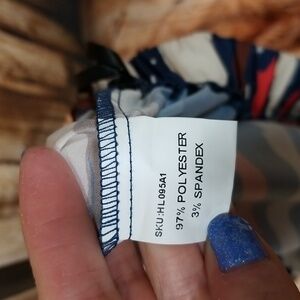 SKU:HL095A1
97% POLYESTER
3% SPANDEX